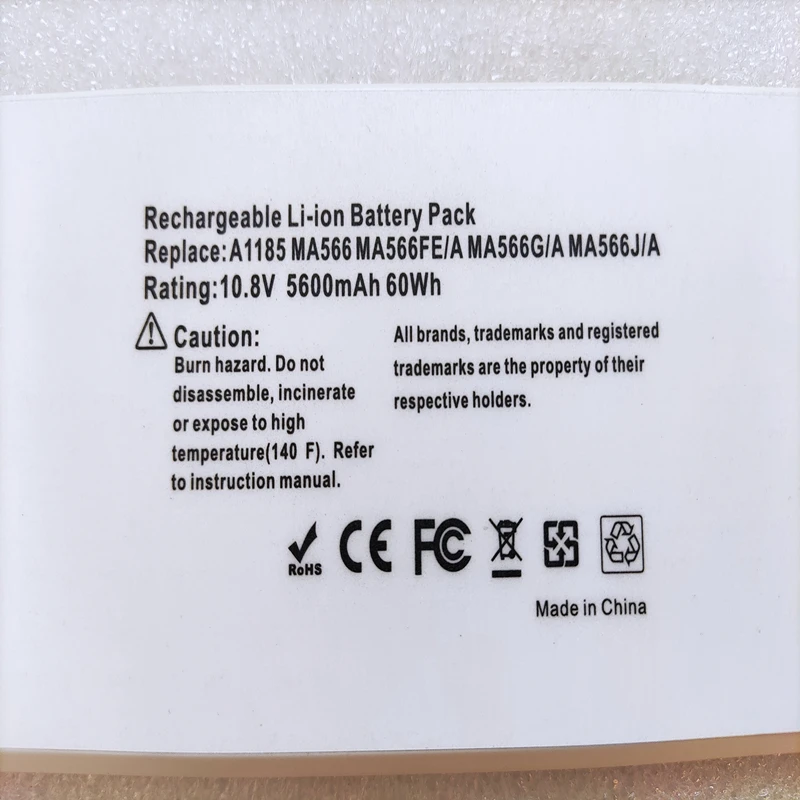 Rechargeable Li-ion Battery Pack
Replace:A1185 MA566 MA566FE/A MA566G/A MA566J/A
Rating:10.8V 5600mAh 60Wh
Caution:
Burn hazard. Do not
disassemble, incinerate
or expose to high
temperature(140 F). Refer
to instruction manual.
All brands, trademarks and registered
trademarks are the property of their
respective holders.
RoHS CE FC
Made in China